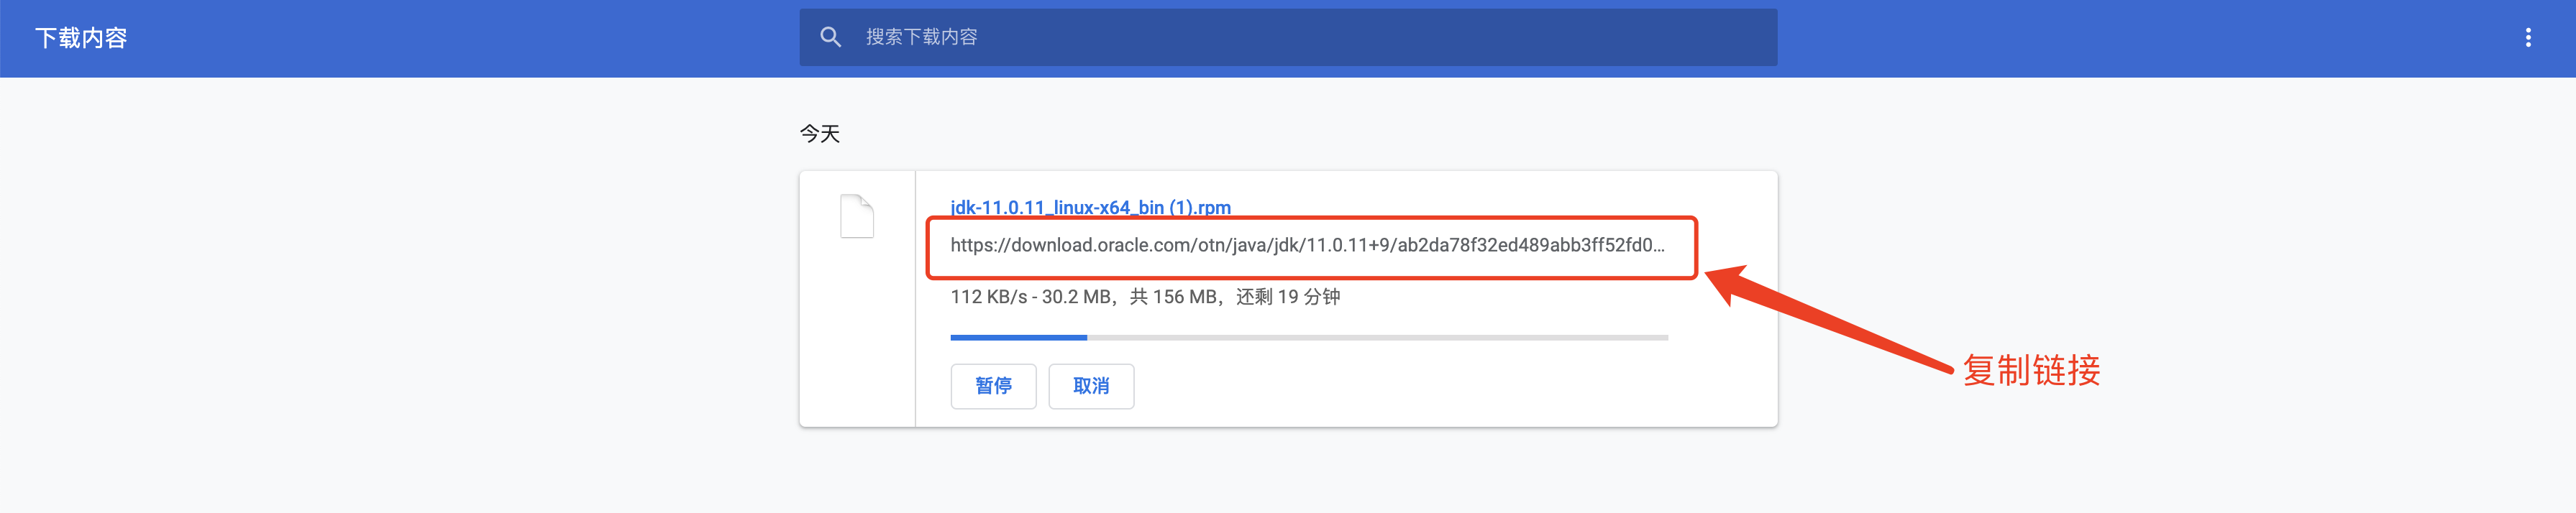 下载内容
搜索下载内容
今天
jdk-11.0.11_linux-x64_bin (1).rpm
https://download.oracle.com/otn/java/jdk/11.0.11+9/ab2da78f32ed489abb3ff52fd0...
112 KB/s - 30.2 MB，共 156 MB，还剩 19 分钟
复制链接
暂停 取消